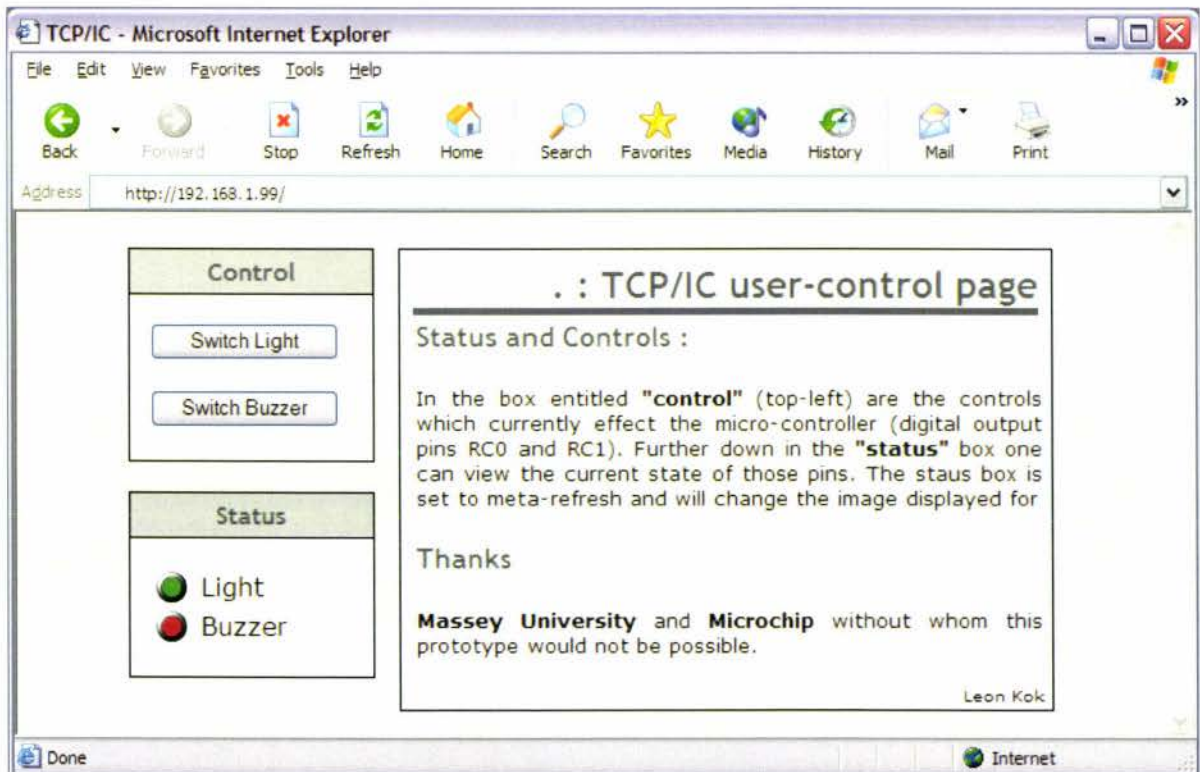 TCP/IC - Microsoft Internet Explorer
File Edit View Favorites Tools Help
Back Forward Stop Refresh Home Search Favorites Media History Mail Print
Address http://192.168.1.99/
Control
Switch Light
Switch Buzzer
Status
Light
Buzzer
. : TCP/IC user-control page
Status and Controls :
In the box entitled "control" (top-left) are the controls
which currently effect the micro-controller (digital output
pins RC0 and RC1). Further down in the "status" box one
can view the current state of those pins. The staus box is
set to meta-refresh and will change the image displayed for
Thanks
Massey University and Microchip without whom this
prototype would not be possible.
Leon Kok
Done Internet